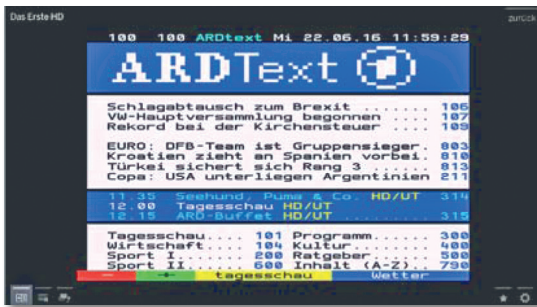 Das Erste HD
zurück
100 100 ARDtext Mi 22.06.16 11:59:29
ARDText 1
Schlagabtausch zum Brexit ....... 106
VW-Hauptversammlung begonnen .... 107
Rekord bei der Kirchensteuer .... 109
EURO: DFB-Team ist Gruppensieger. 803
Kroatien zieht an Spanien vorbei. 810
Türkei sichert sich Rang 3 ...... 813
Copa: USA unterliegen Argentinien 211
11.35 Seehund, Puma & Co. HD/UT 314
12.00 Tagesschau HD/UT
12.15 ARD-Buffet HD/UT ...... 315
Tagesschau.... 101 Programm..... 300
Wirtschaft.... 104 Kultur....... 400
Sport I....... 200 Ratgeber..... 500
Sport II...... 600 Inhalt (A-Z).. 790
- + tagesschau Wetter